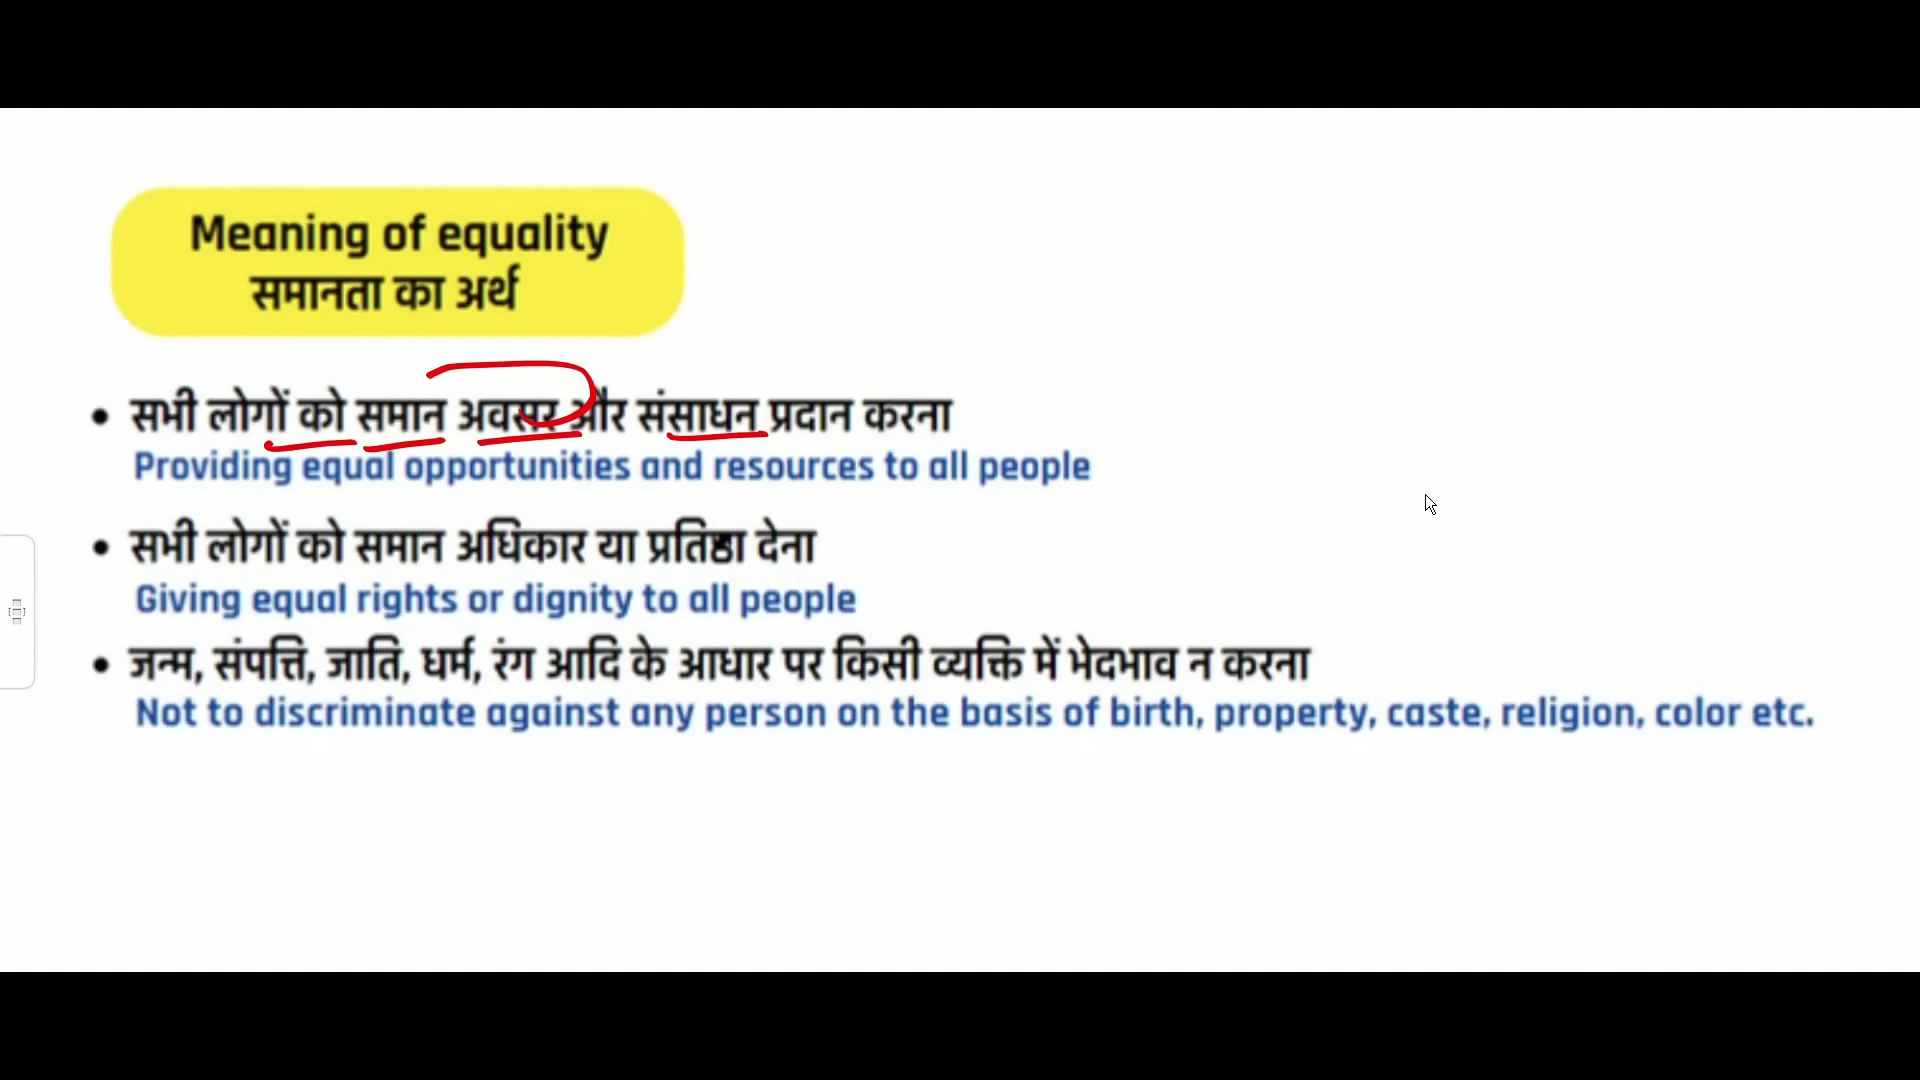 Meaning of equality
समानता का अर्थ
• सभी लोगों को समान अवसर और संसाधन प्रदान करना
Providing equal opportunities and resources to all people
• सभी लोगों को समान अधिकार या प्रतिष्ठा देना
Giving equal rights or dignity to all people
• जन्म, संपत्ति, जाति, धर्म, रंग आदि के आधार पर किसी व्यक्ति में भेदभाव न करना
Not to discriminate against any person on the basis of birth, property, caste, religion, color etc.